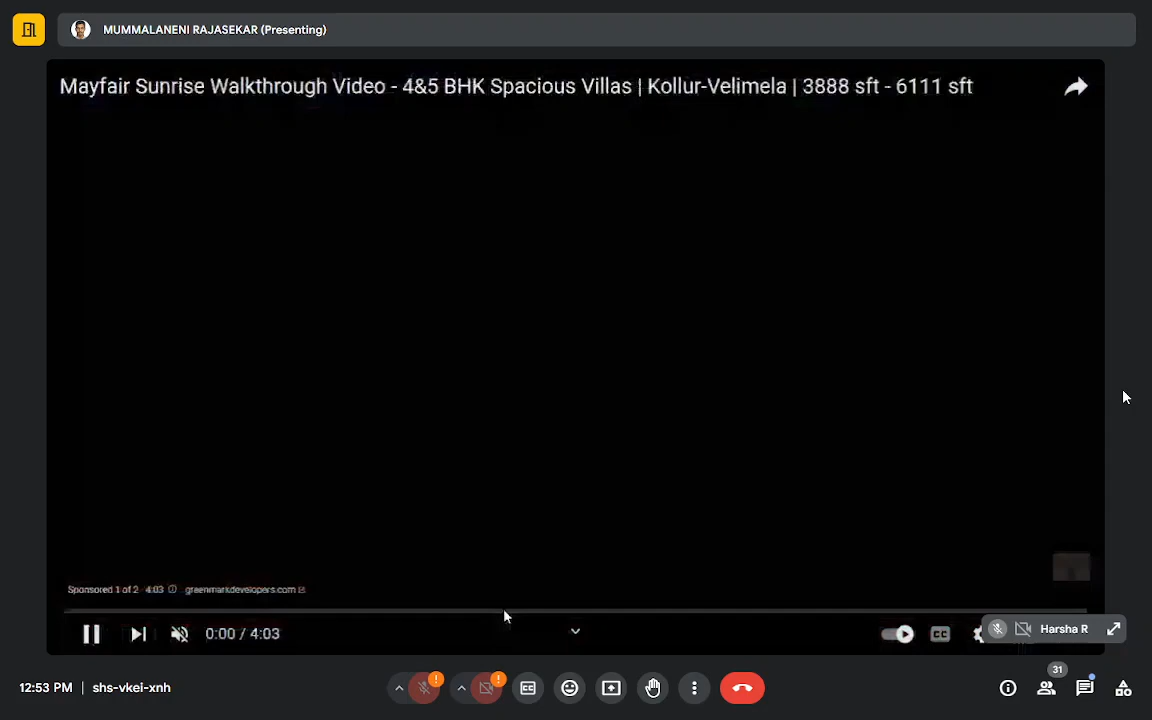 MUMMALANENI RAJASEKAR (Presenting)
Mayfair Sunrise Walkthrough Video - 4&5 BHK Spacious Villas | Kollur-Velimela | 3888 sft - 6111 sft
Sponsored 1 of 2 · 4:03 greenmarkdevelopers.com
0:00 / 4:03
CC
Harsha R
31
12:53 PM | shs-vkei-xnh